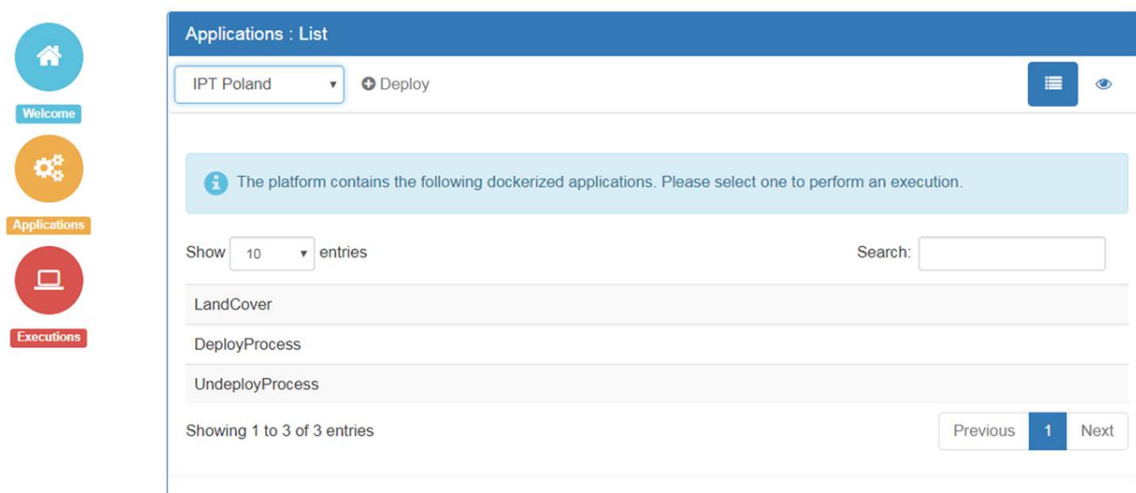 Welcome
Applications
Executions
Applications : List
IPT Poland
Deploy
The platform contains the following dockerized applications. Please select one to perform an execution.
Show 10 entries
Search:
LandCover
DeployProcess
UndeployProcess
Showing 1 to 3 of 3 entries
Previous 1 Next